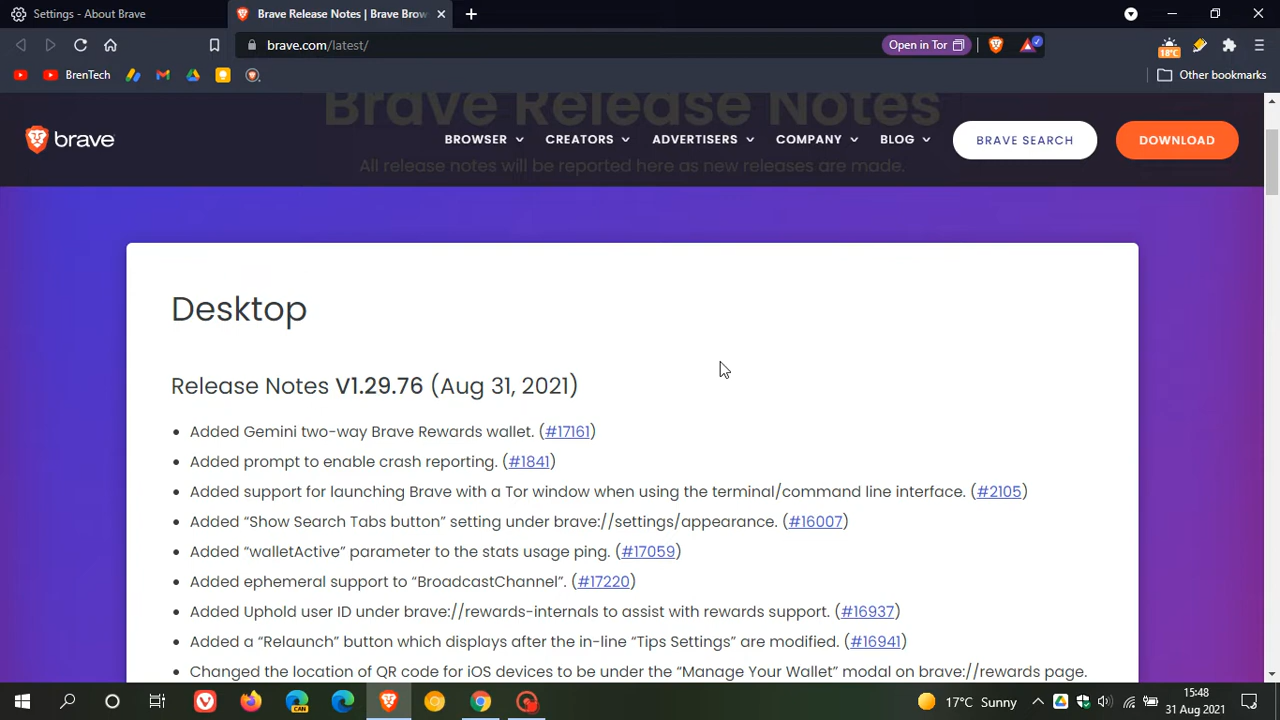 Settings - About Brave
Brave Release Notes | Brave Brow
brave.com/latest/
Open in Tor
18°C
BrenTech
Other bookmarks
Brave Release Notes
brave
BROWSER
CREATORS
ADVERTISERS
COMPANY
BLOG
BRAVE SEARCH
DOWNLOAD
All release notes will be reported here as new releases are made.
Desktop
Release Notes V1.29.76 (Aug 31, 2021)
• Added Gemini two-way Brave Rewards wallet. (#17161)
• Added prompt to enable crash reporting. (#1841)
• Added support for launching Brave with a Tor window when using the terminal/command line interface. (#2105)
• Added “Show Search Tabs button” setting under brave://settings/appearance. (#16007)
• Added “walletActive” parameter to the stats usage ping. (#17059)
• Added ephemeral support to “BroadcastChannel”. (#17220)
• Added Uphold user ID under brave://rewards-internals to assist with rewards support. (#16937)
• Added a “Relaunch” button which displays after the in-line “Tips Settings” are modified. (#16941)
• Changed the location of QR code for iOS devices to be under the “Manage Your Wallet” modal on brave://rewards page.
CAN
17°C Sunny
15:48
31 Aug 2021